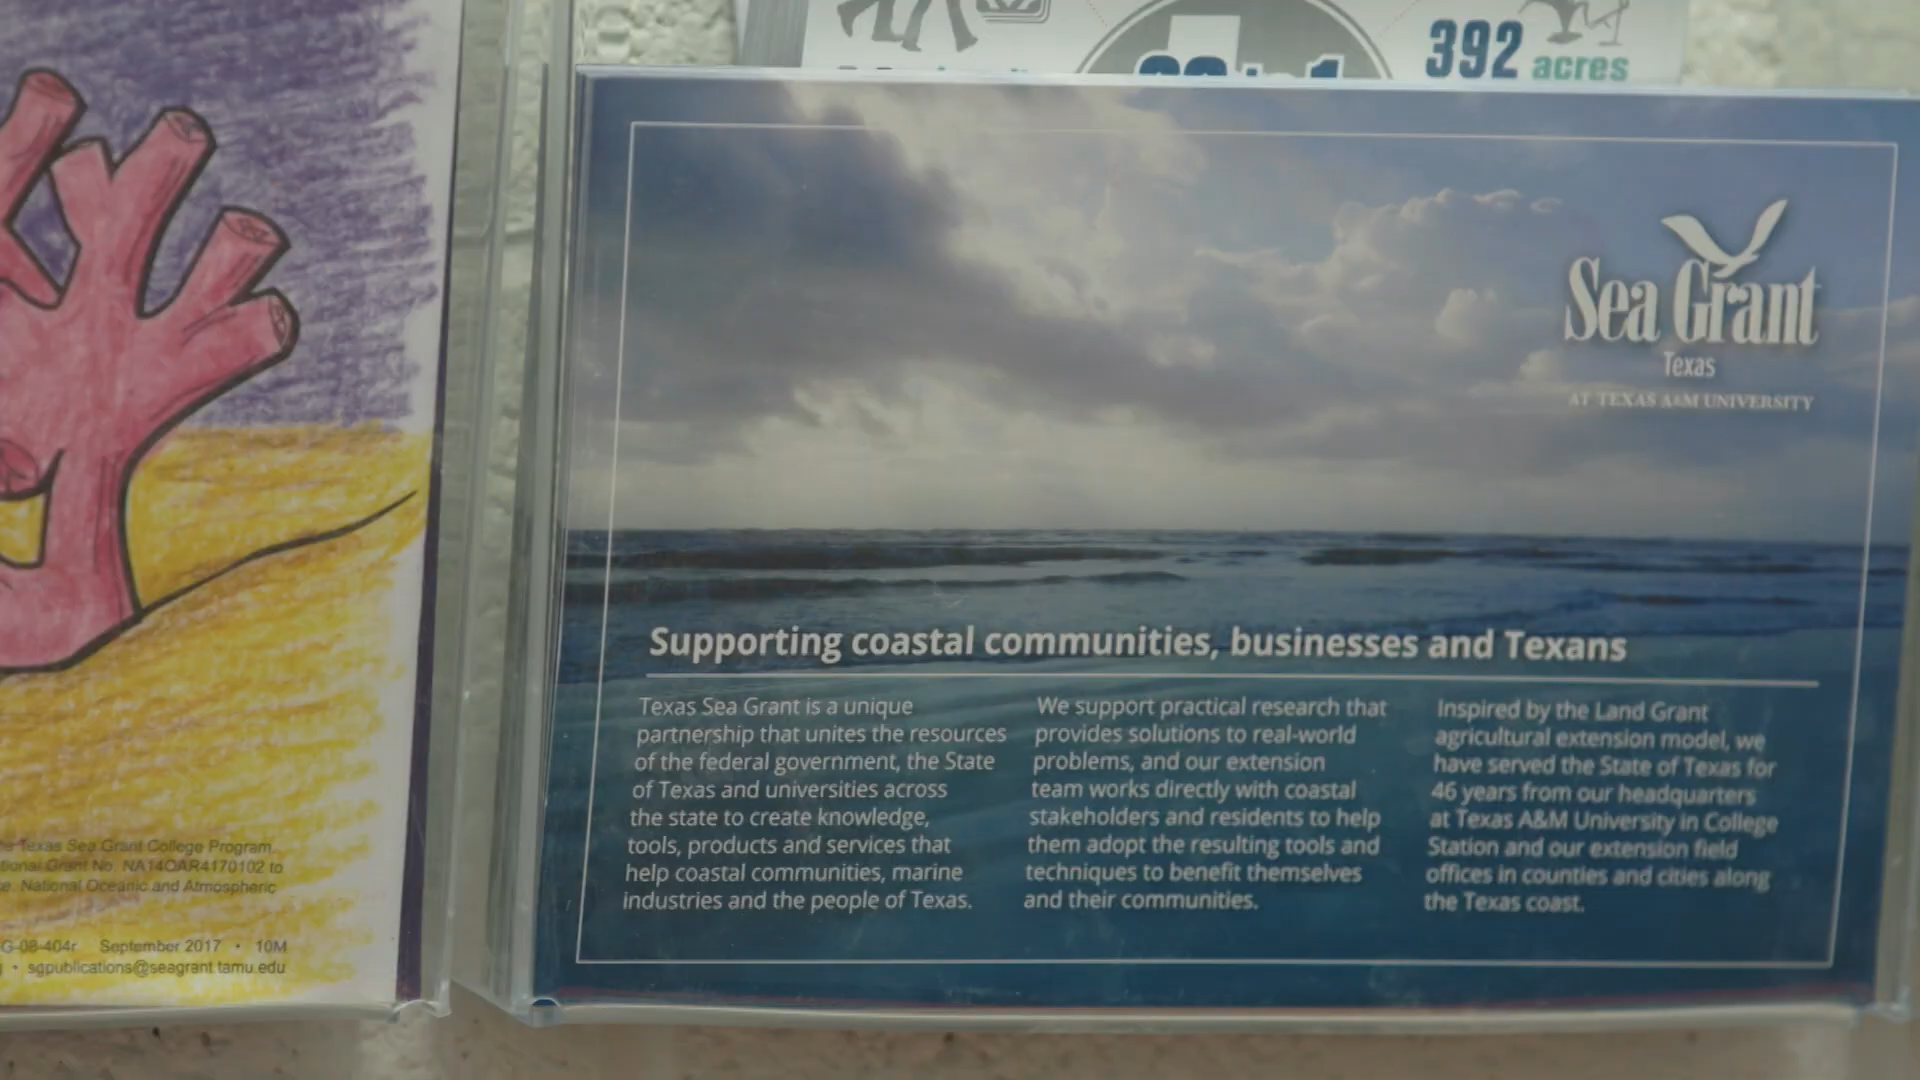 392 acres
Sea Grant
Texas
AT TEXAS A&M UNIVERSITY
Supporting coastal communities, businesses and Texans
Texas Sea Grant is a unique
partnership that unites the resources
of the federal government, the State
of Texas and universities across
the state to create knowledge,
tools, products and services that
help coastal communities, marine
industries and the people of Texas.
We support practical research that
provides solutions to real-world
problems, and our extension
team works directly with coastal
stakeholders and residents to help
them adopt the resulting tools and
techniques to benefit themselves
and their communities.
Inspired by the Land Grant
agricultural extension model, we
have served the State of Texas for
46 years from our headquarters
at Texas A&M University in College
Station and our extension field
offices in counties and cities along
the Texas coast.
Texas Sea Grant College Program,
Grant No. NA14OAR4170102 to
National Oceanic and Atmospheric
G-08-404r September 2017 • 10M
• sgpublications@seagrant.tamu.edu